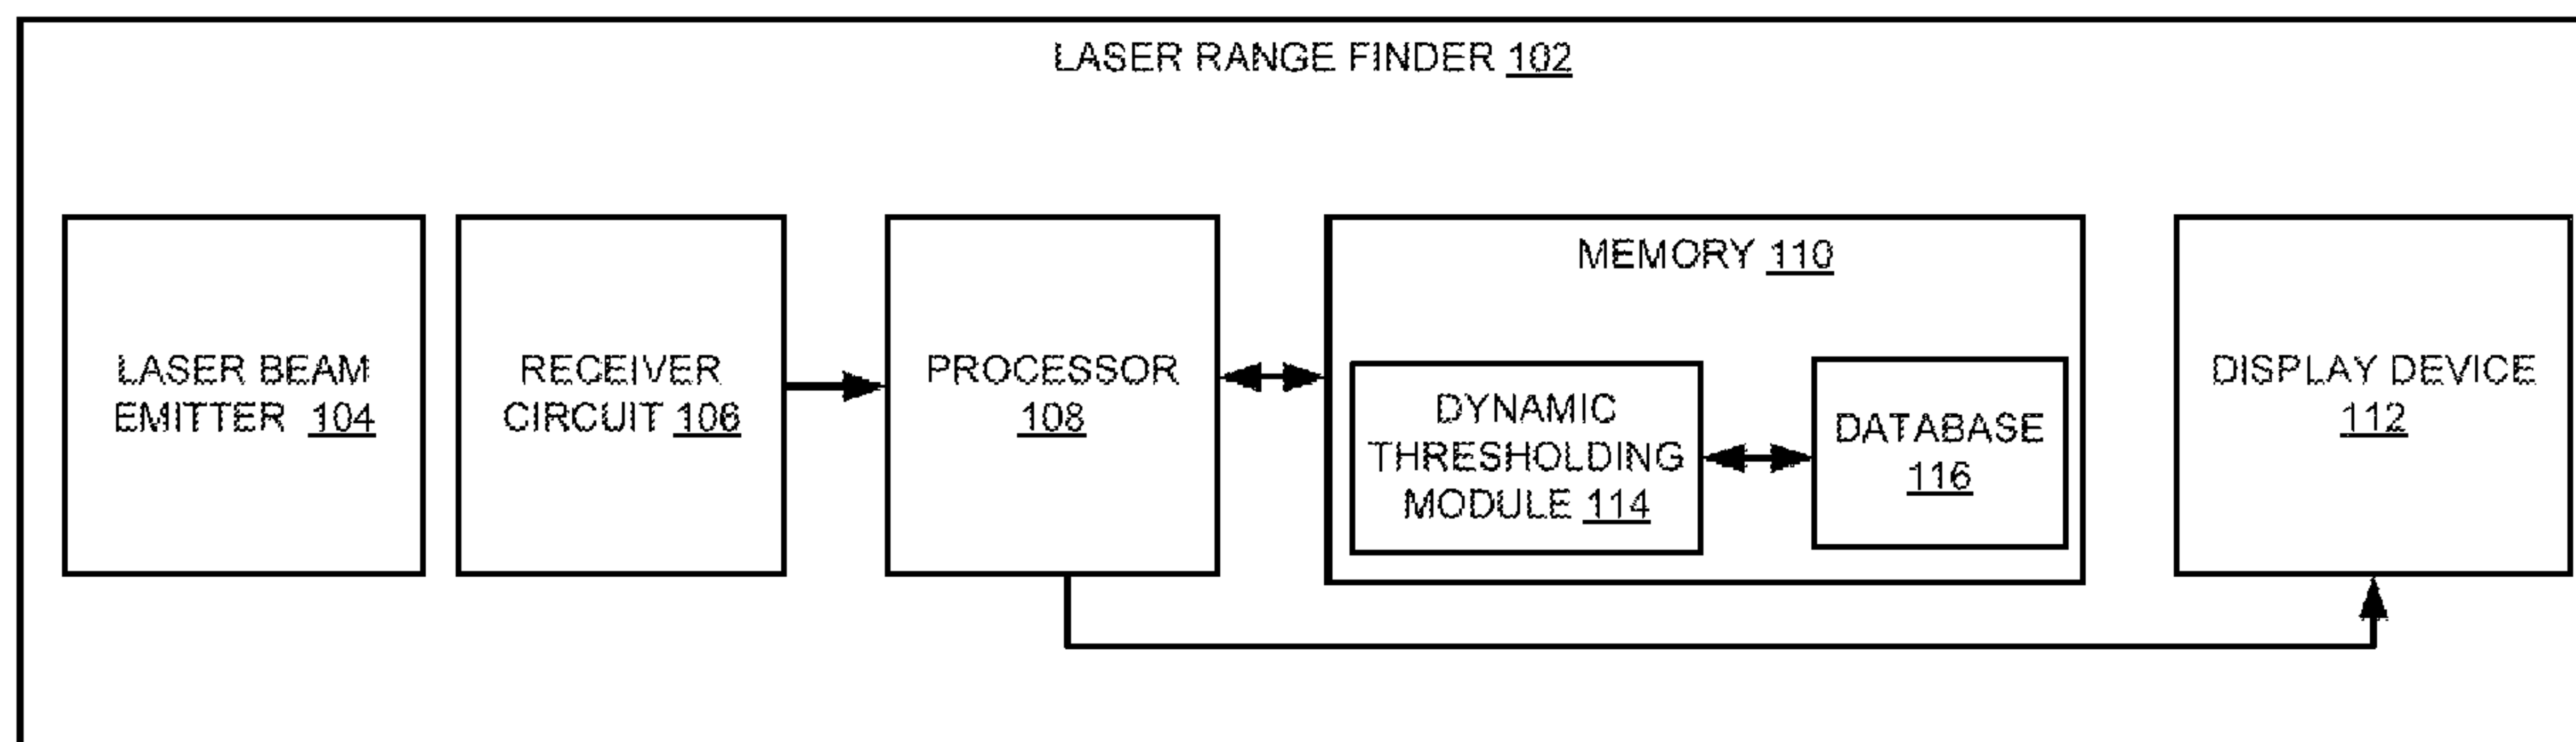 LASER RANGE FINDER 102
LASER BEAM
EMITTER 104
RECEIVER
CIRCUIT 106
PROCESSOR
108
MEMORY 110
DYNAMIC
THRESHOLDING
MODULE 114
DATABASE
116
DISPLAY DEVICE
112